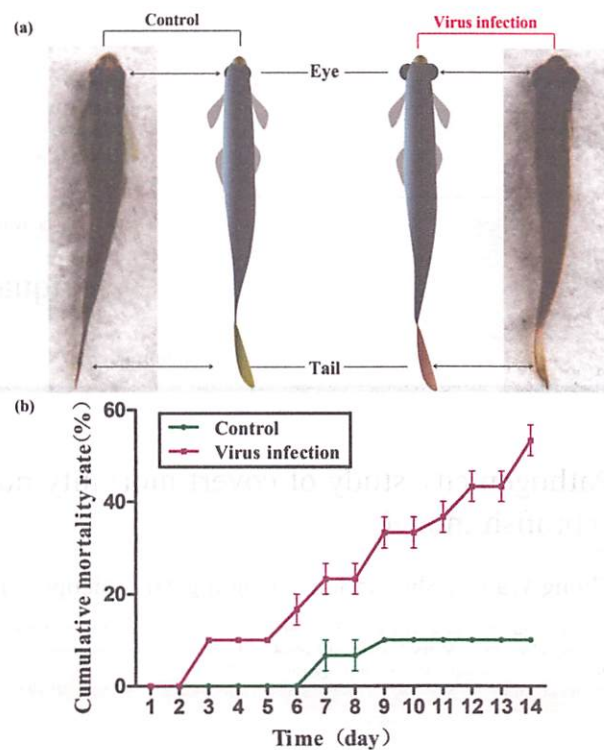 (a)
Control
Virus infection
Eye
Tail
(b)
Control
Virus infection
Cumulative mortality rate(%)
60
40
20
0
1 2 3 4 5 6 7 8 9 10 11 12 13 14
Time (day)